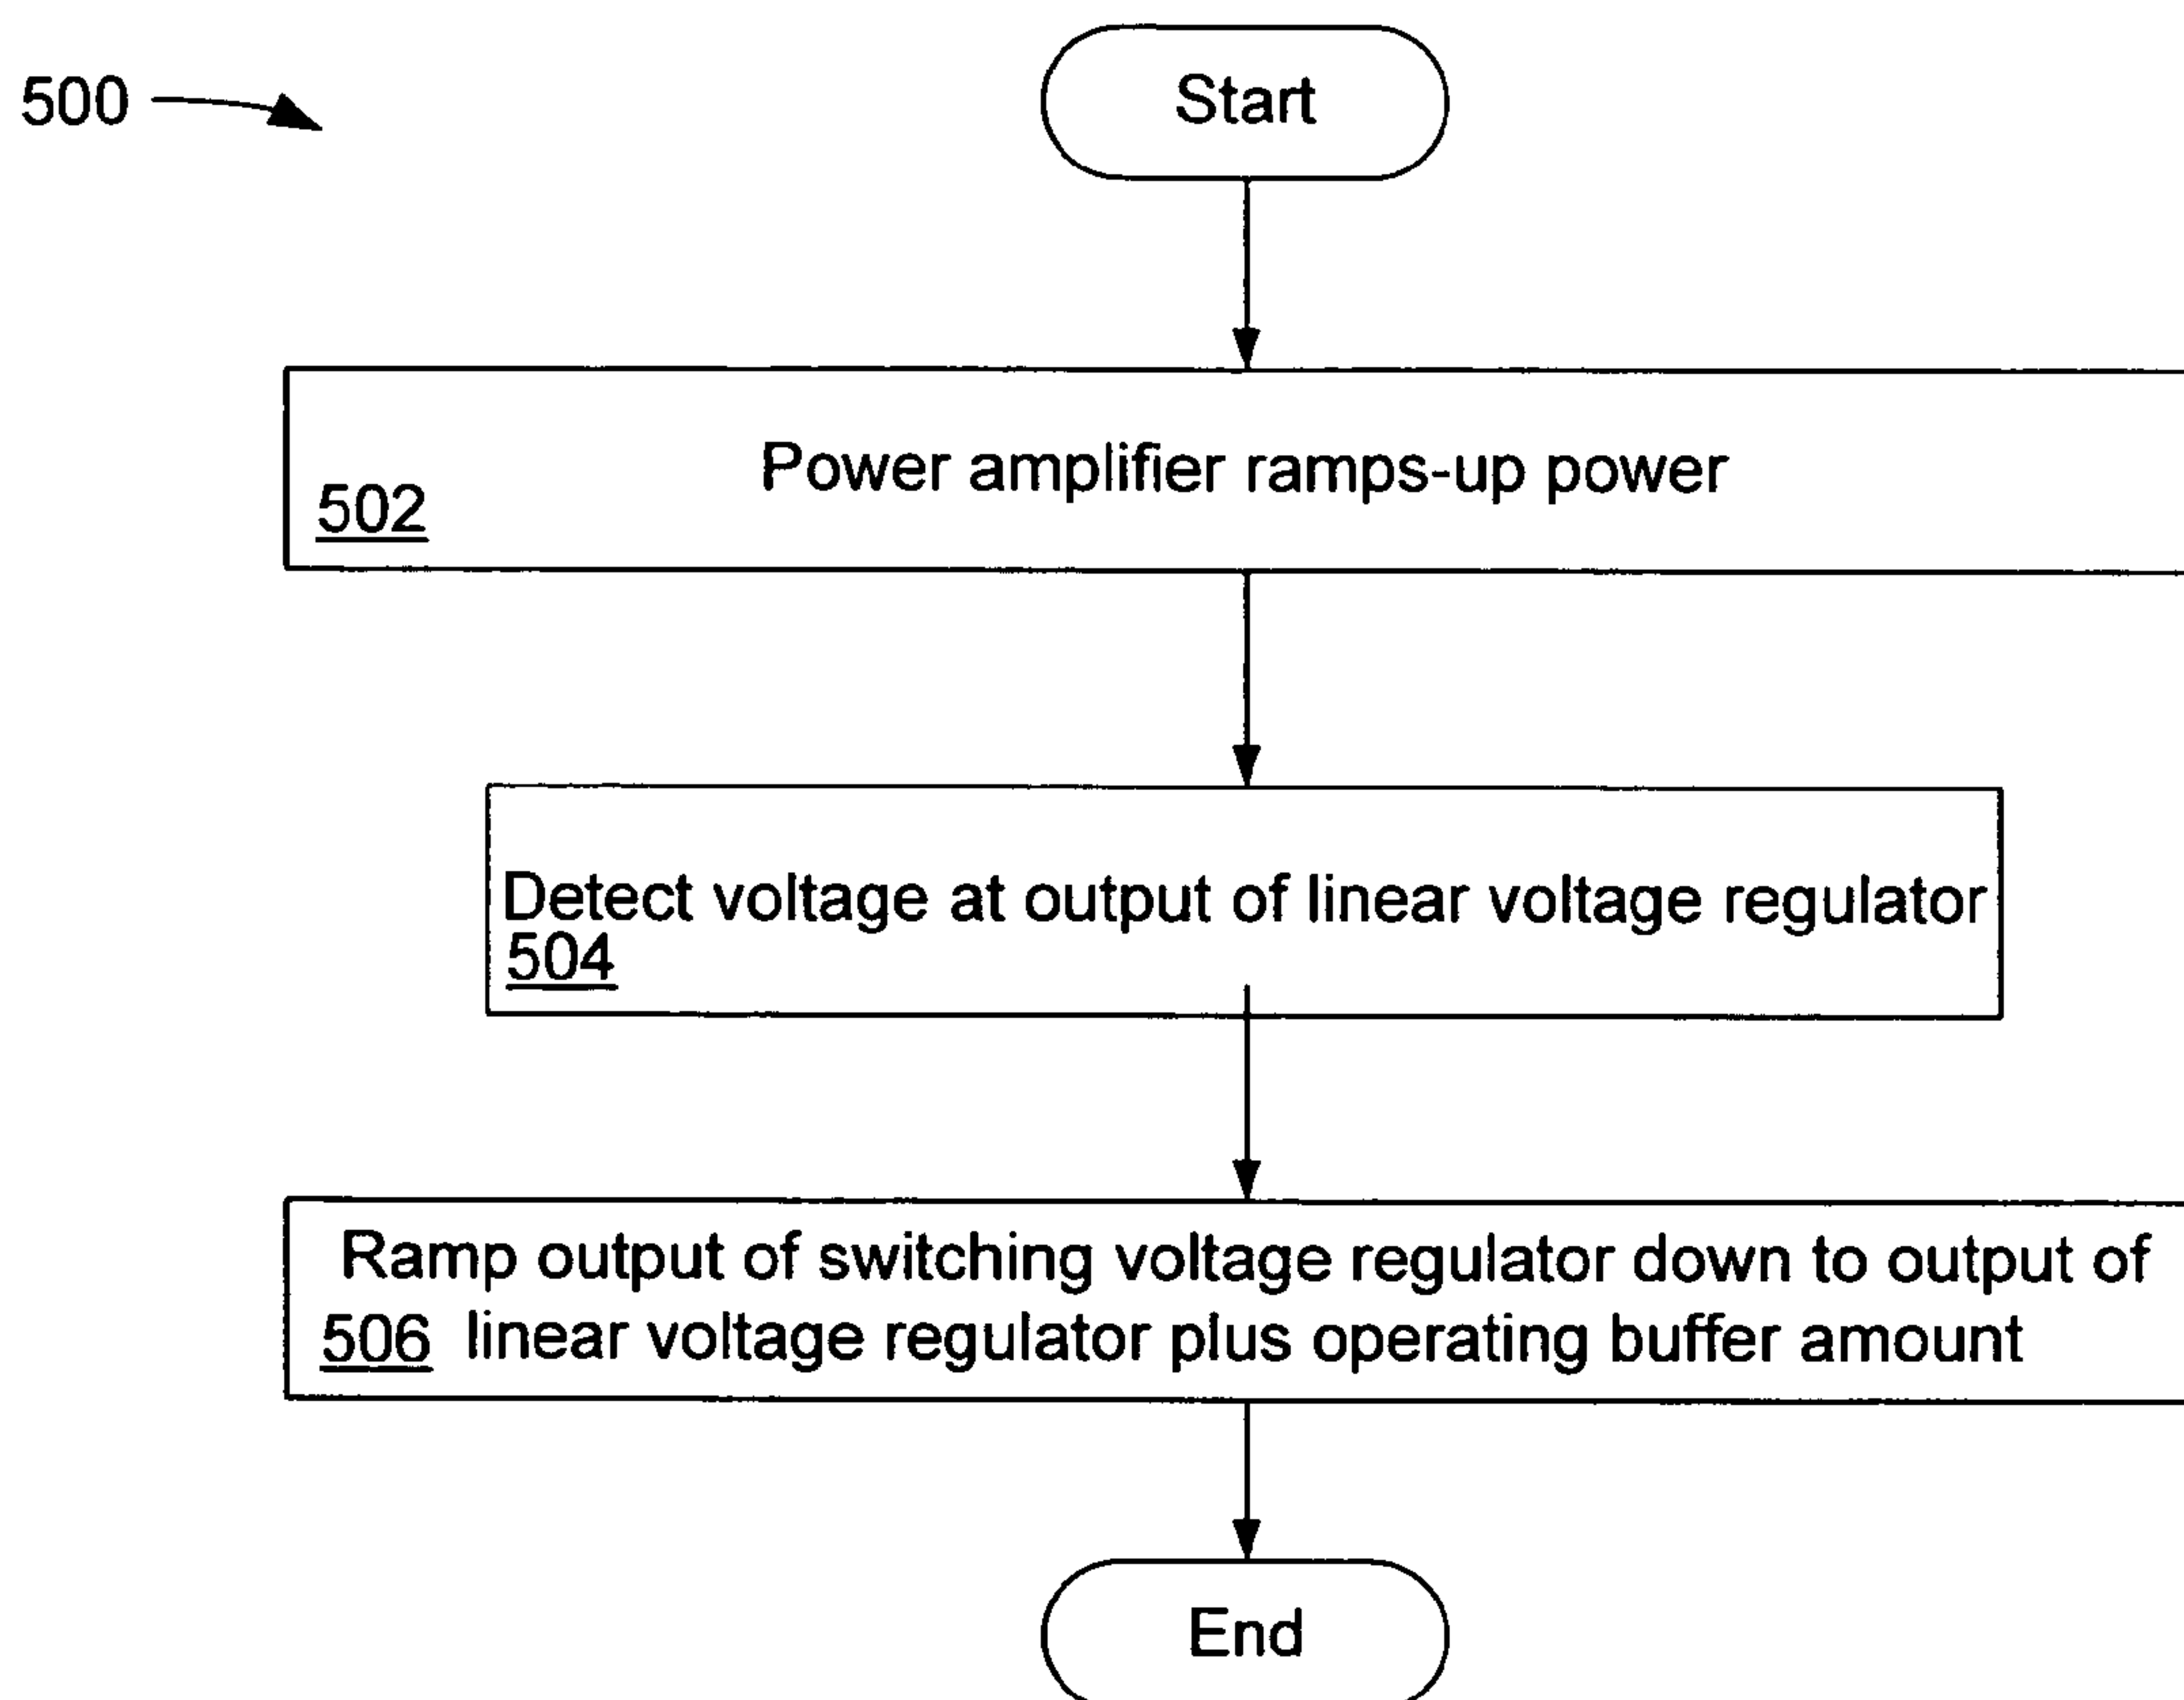 500
Start
Power amplifier ramps-up power
502
Detect voltage at output of linear voltage regulator
504
Ramp output of switching voltage regulator down to output of
506 linear voltage regulator plus operating buffer amount
End